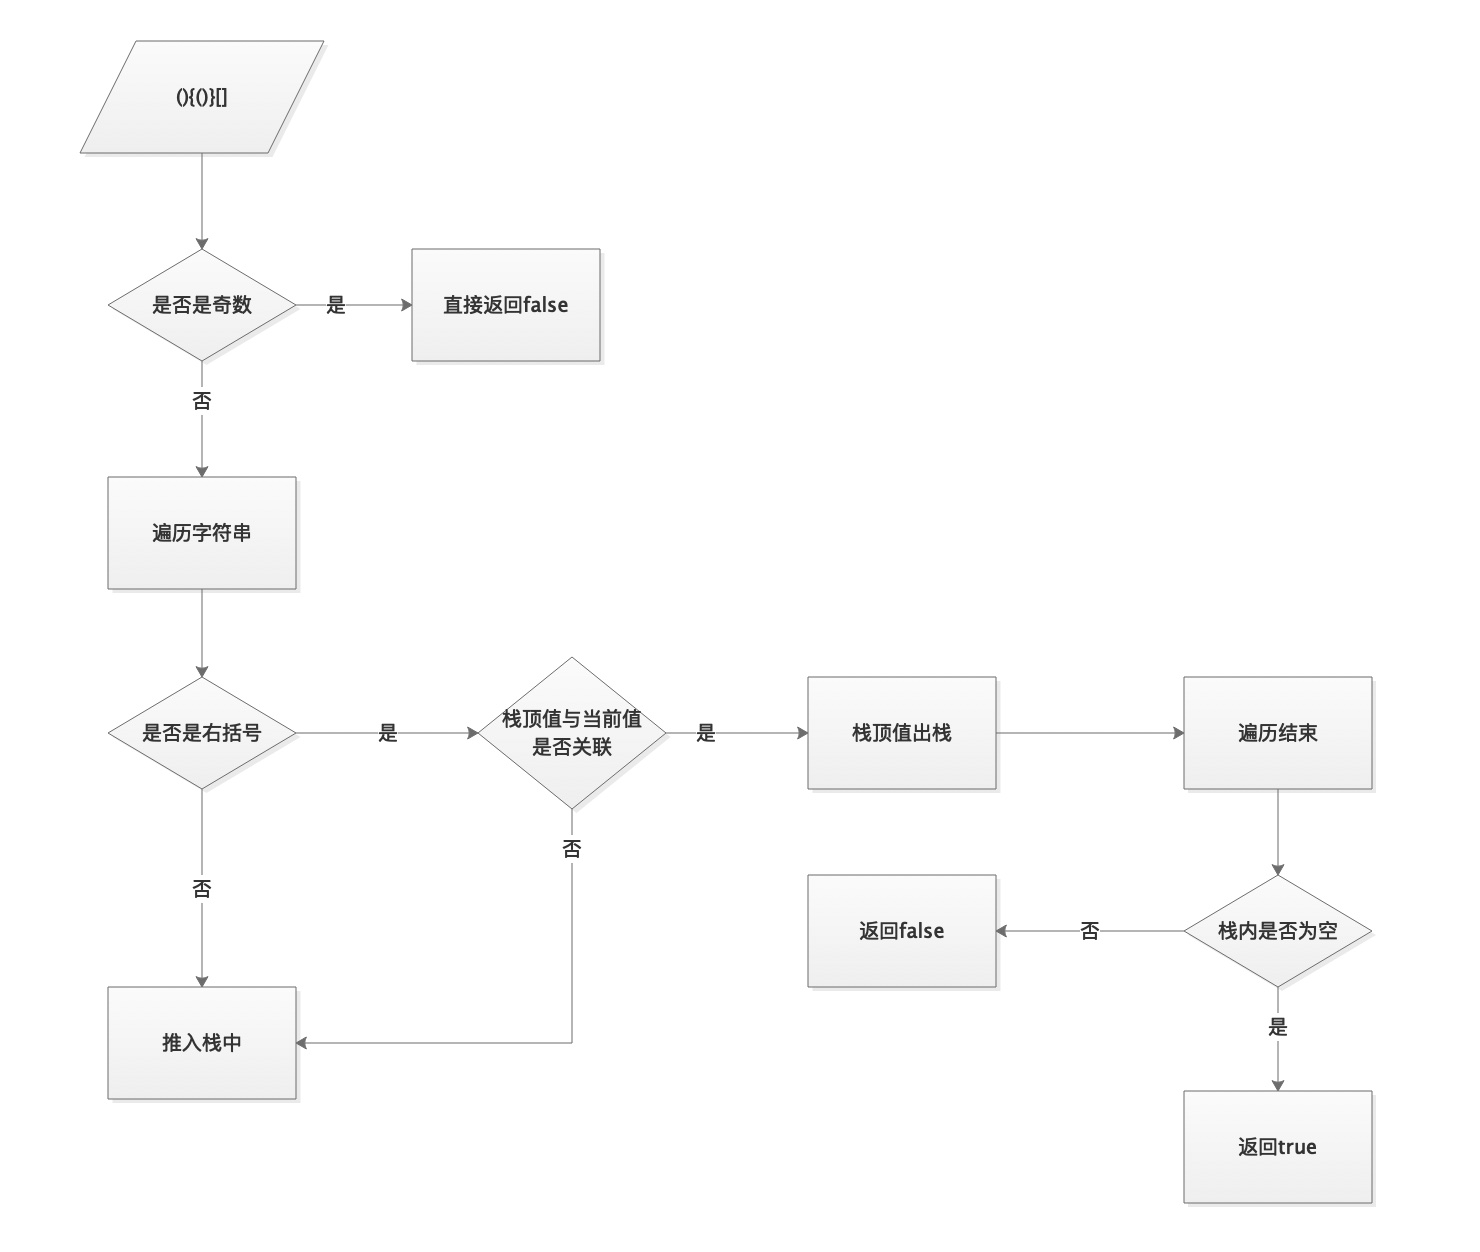 (){()}[]
是否是奇数
是
直接返回false
否
遍历字符串
是否是右括号
是
栈顶值与当前值
是否关联
是
栈顶值出栈
遍历结束
否
否
返回false
否
栈内是否为空
是
推入栈中
返回true